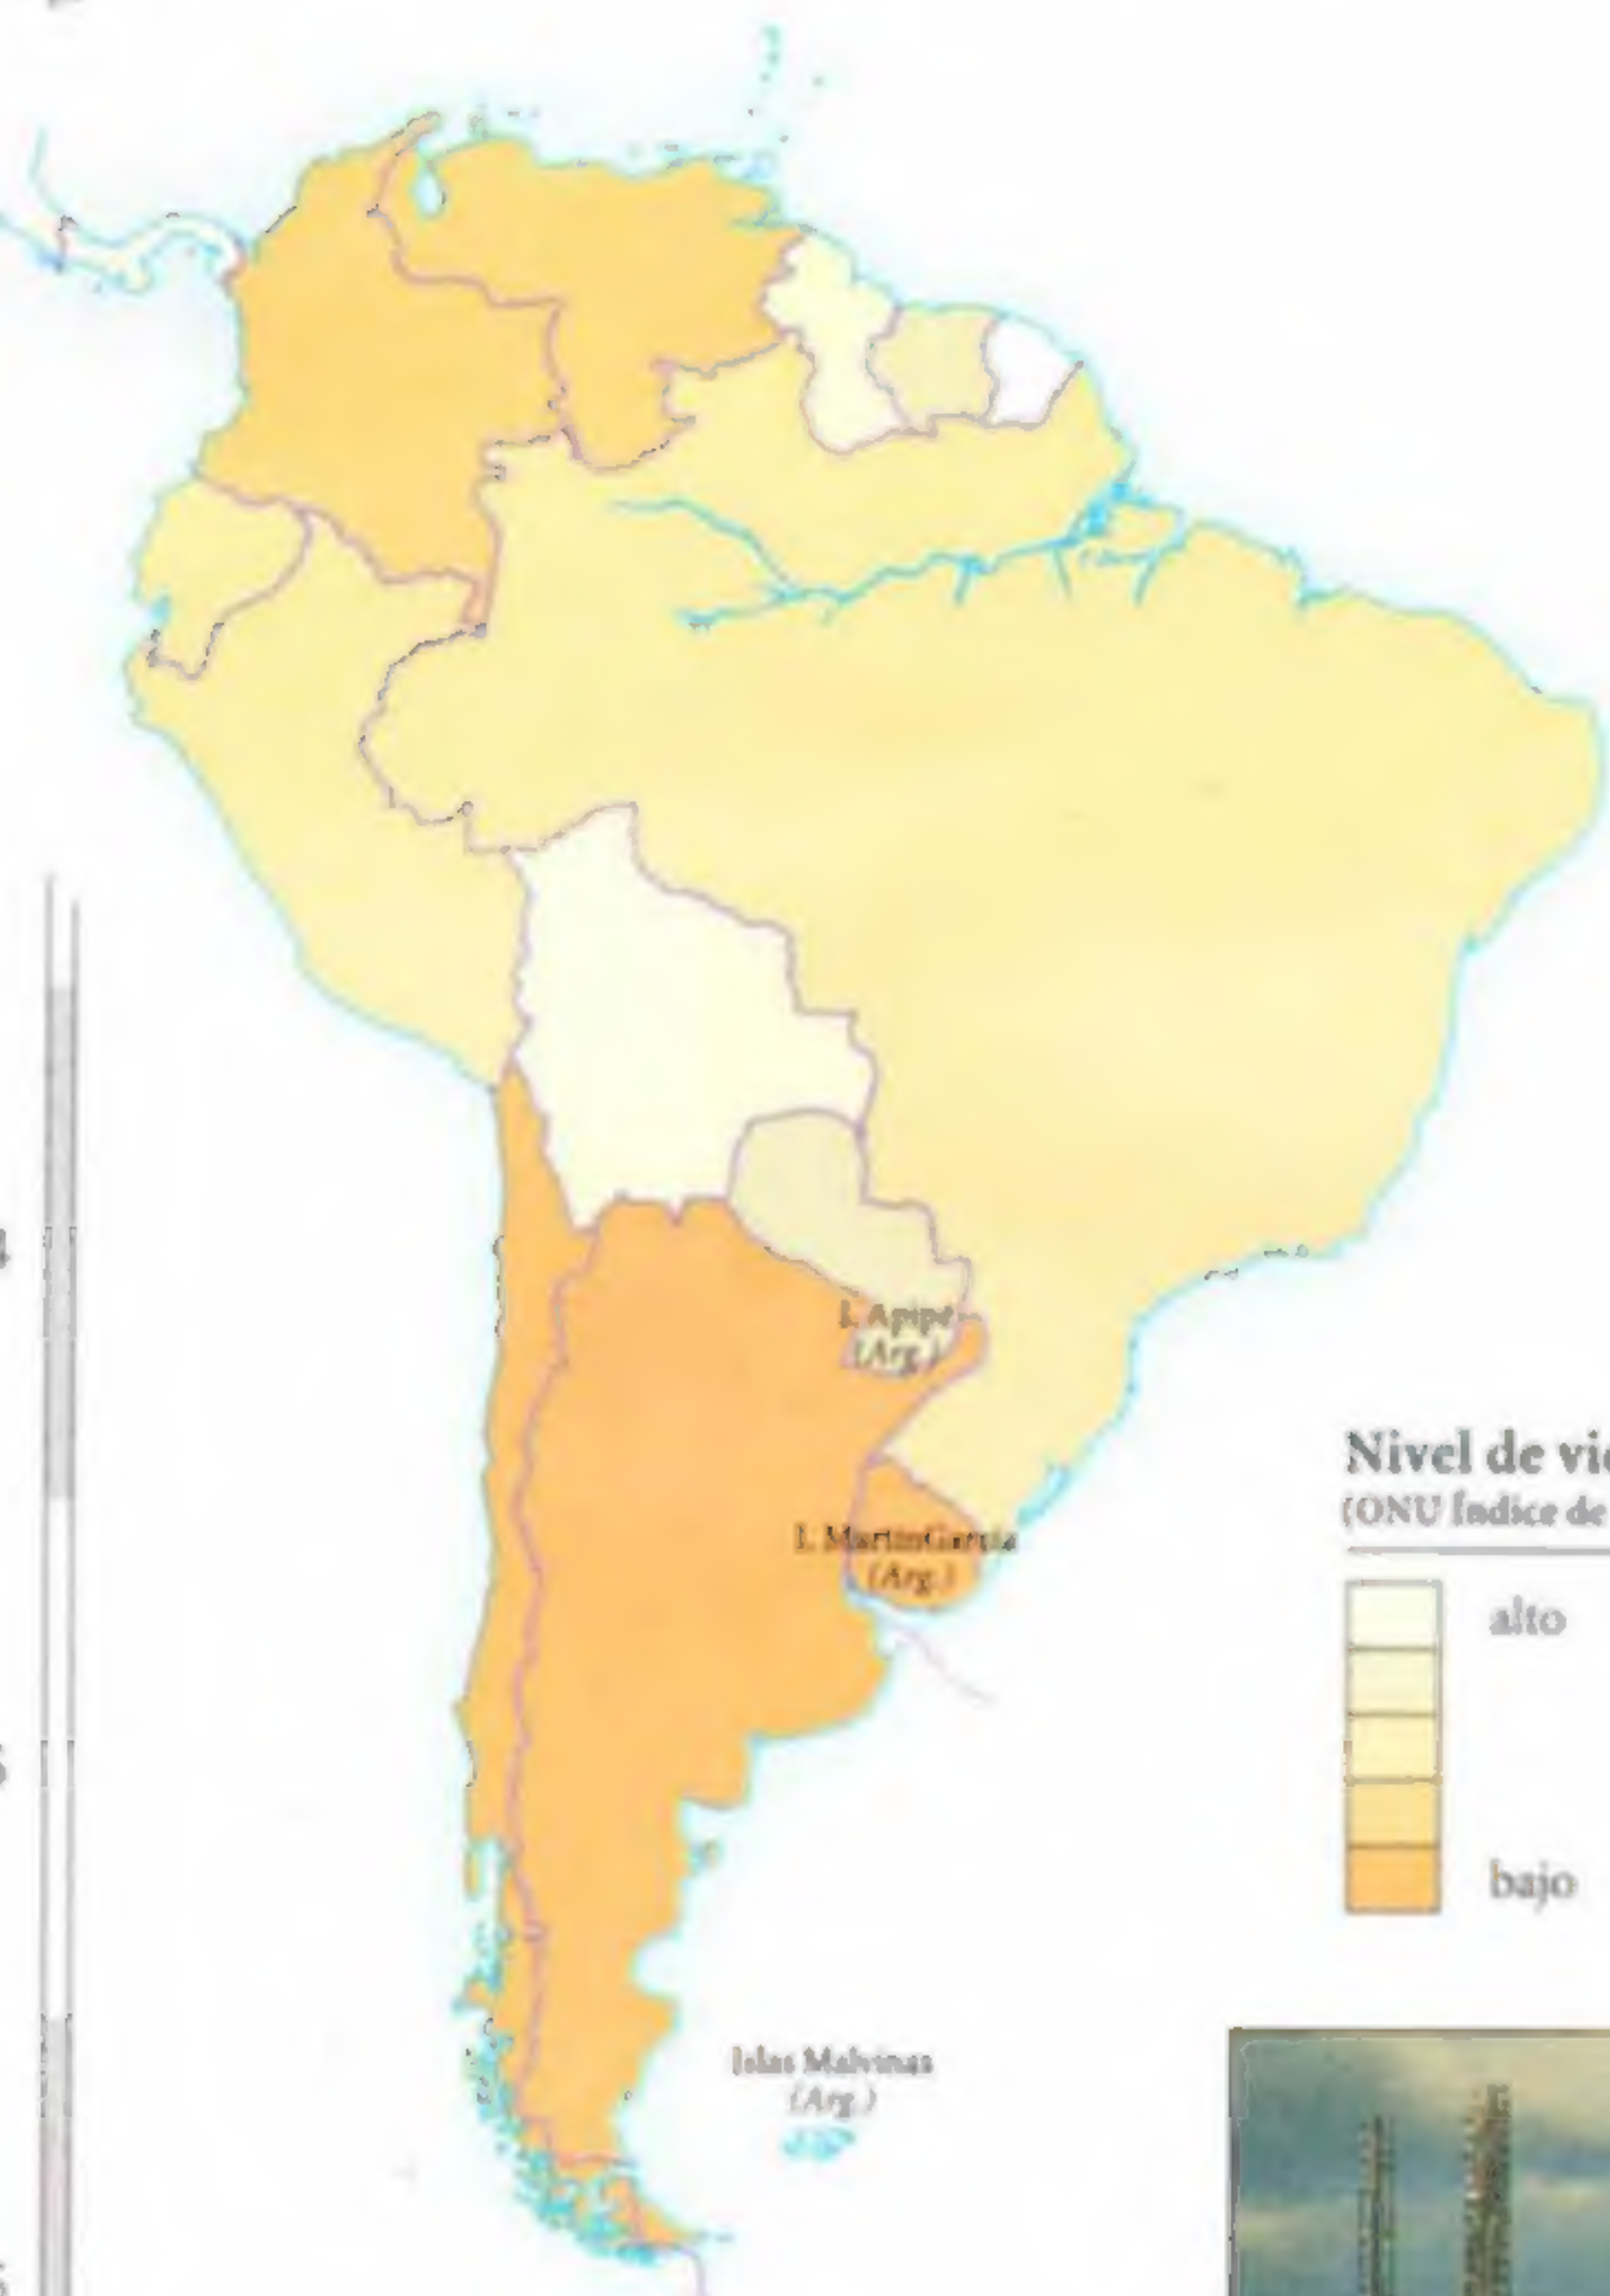 I. Apipé
(Arg.)
Nivel de vi
(ONU Índice de
I. MartínGarcía
(Arg.)
alto
bajo
Islas Malvinas
(Arg.)